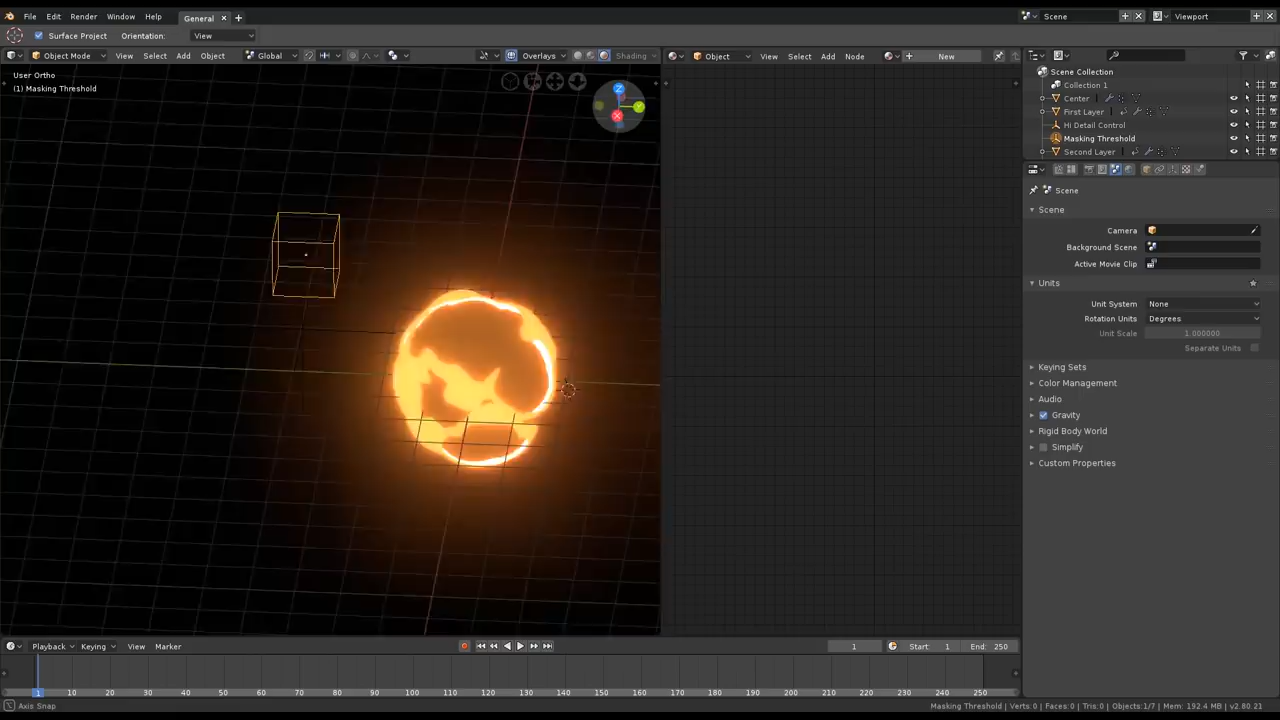 File Edit Render Window Help General Scene Viewport
Surface Project Orientation: View
Object Mode View Select Add Object Global Overlays Shading Object View Select Add Node New
User Ortho
(1) Masking Threshold
Z
Y
X
Scene Collection
Collection 1
Center
First Layer
Hi Detail Control
Masking Threshold
Second Layer
Scene
Scene
Camera
Background Scene
Active Movie Clip
Units
Unit System None
Rotation Units Degrees
Unit Scale 1.000000
Separate Units
Keying Sets
Color Management
Audio
Gravity
Rigid Body World
Simplify
Custom Properties
Playback Keying View Marker 1 Start: 1 End: 250
1 10 20 30 40 50 60 70 80 90 100 110 120 130 140 150 160 170 180 190 200 210 220 230 240 250
Axis Snap Masking Threshold | Verts:0 | Faces:0 | Tris:0 | Objects:1/7 | Mem: 192.4 MB | v2.80.21